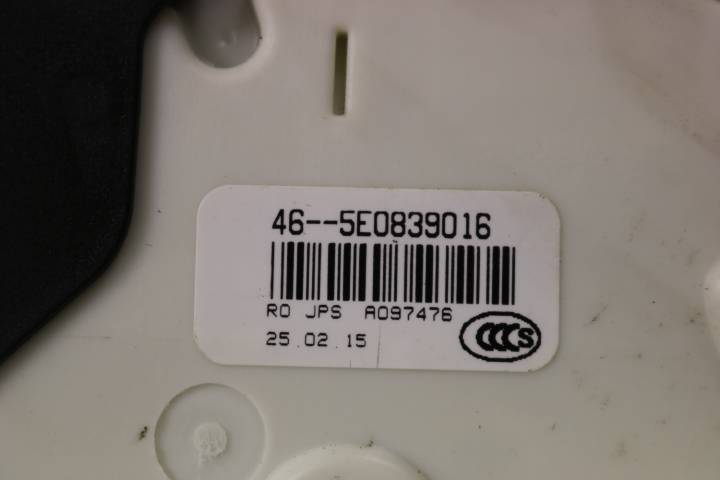 46--5E0839016
RO JPS A097476
25.02.15
CCCS